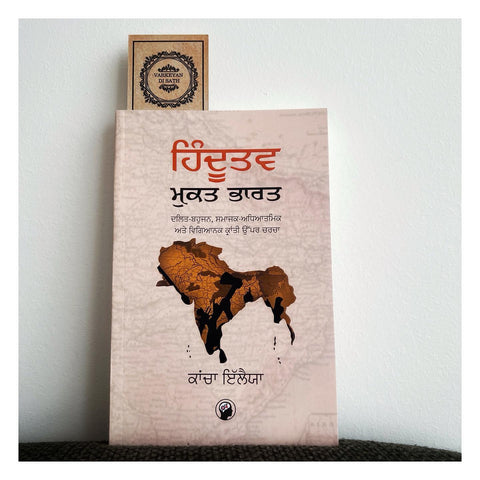 VARKEYAN
DI SATH
ਹਿੰਦੂਤਵ
ਮੁਕਤ ਭਾਰਤ
ਦਲਿਤ-ਬਹੁਜਨ, ਸਮਾਜਕ-ਅਧਿਆਤਮਿਕ
ਅਤੇ ਵਿਗਿਆਨਕ ਕ੍ਰਾਂਤੀ ਉੱਪਰ ਚਰਚਾ
ਕਾਂਚਾ ਇੱਲੈਯਾ